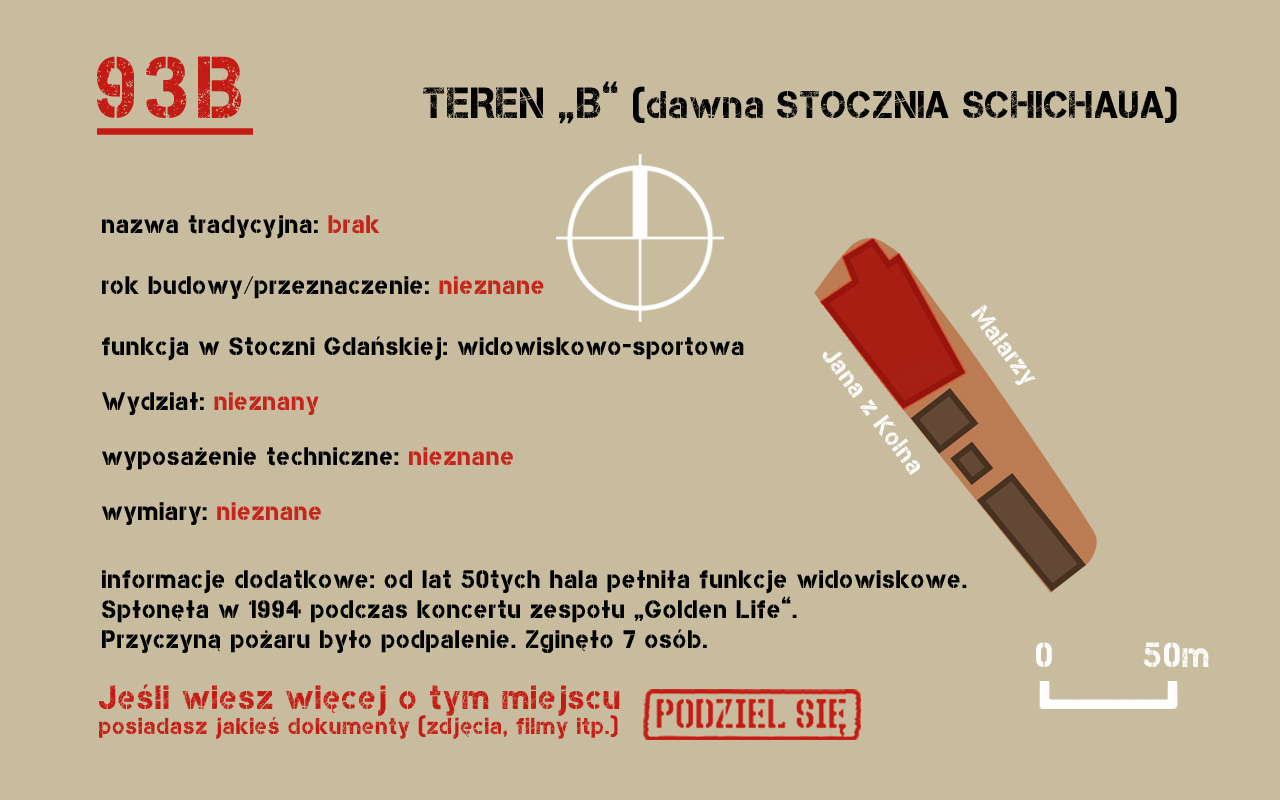 93B
TEREN „B“ (dawna STOCZNIA SCHICHAUA)
nazwa tradycyjna: brak
rok budowy/przeznaczenie: nieznane
funkcja w Stoczni Gdańskiej: widowiskowo-sportowa
Wydział: nieznany
wyposażenie techniczne: nieznane
wymiary: nieznane
Malarzy
Jana z Kolna
informacje dodatkowe: od lat 50tych hala pełniła funkcje widowiskowe.
Spłonęła w 1994 podczas koncertu zespołu „Golden Life“.
Przyczyną pożaru było podpalenie. Zginęło 7 osób.
0 50m
Jeśli wiesz więcej o tym miejscu
posiadasz jakieś dokumenty (zdjęcia, filmy itp.)
PODZIEL SIĘ